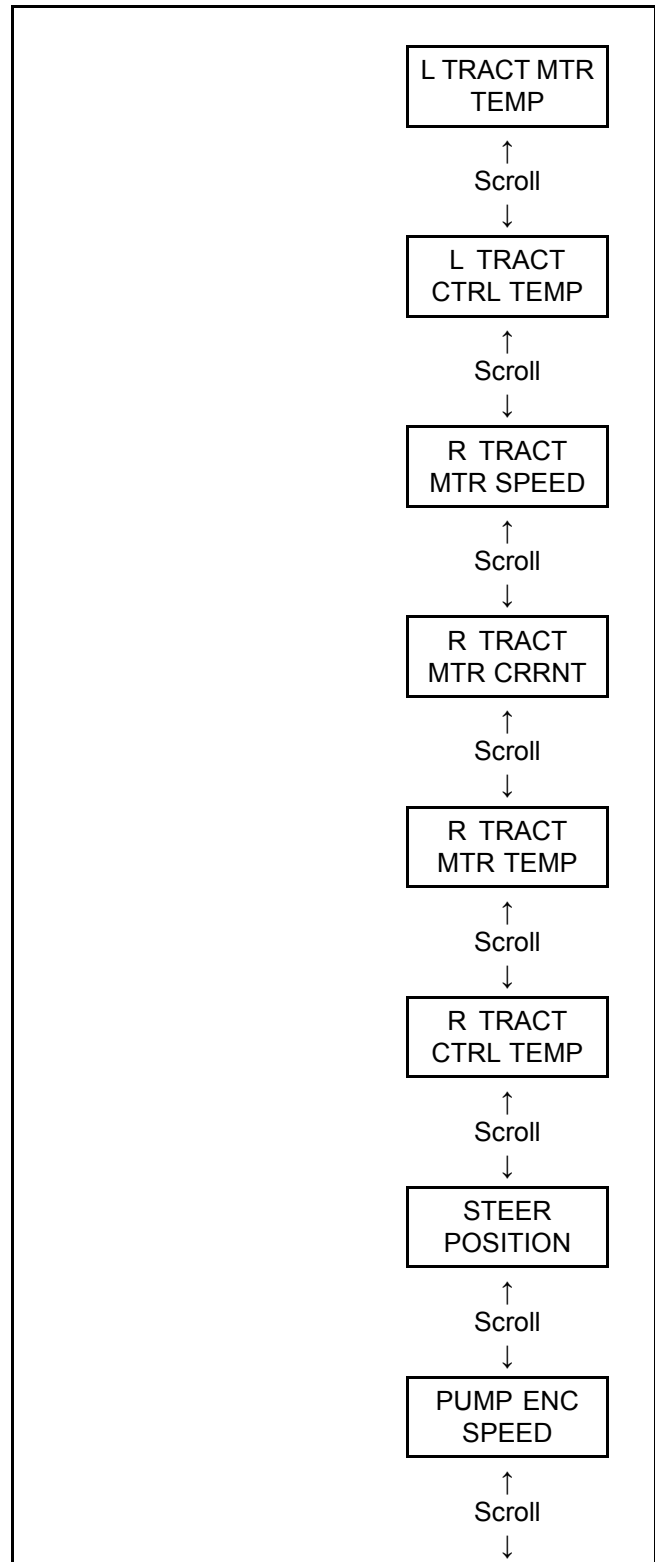 L TRACT MTR
TEMP
↑
Scroll
↓
L TRACT
CTRL TEMP
↑
Scroll
↓
R TRACT
MTR SPEED
↑
Scroll
↓
R TRACT
MTR CRRNT
↑
Scroll
↓
R TRACT
MTR TEMP
↑
Scroll
↓
R TRACT
CTRL TEMP
↑
Scroll
↓
STEER
POSITION
↑
Scroll
↓
PUMP ENC
SPEED
↑
Scroll
↓